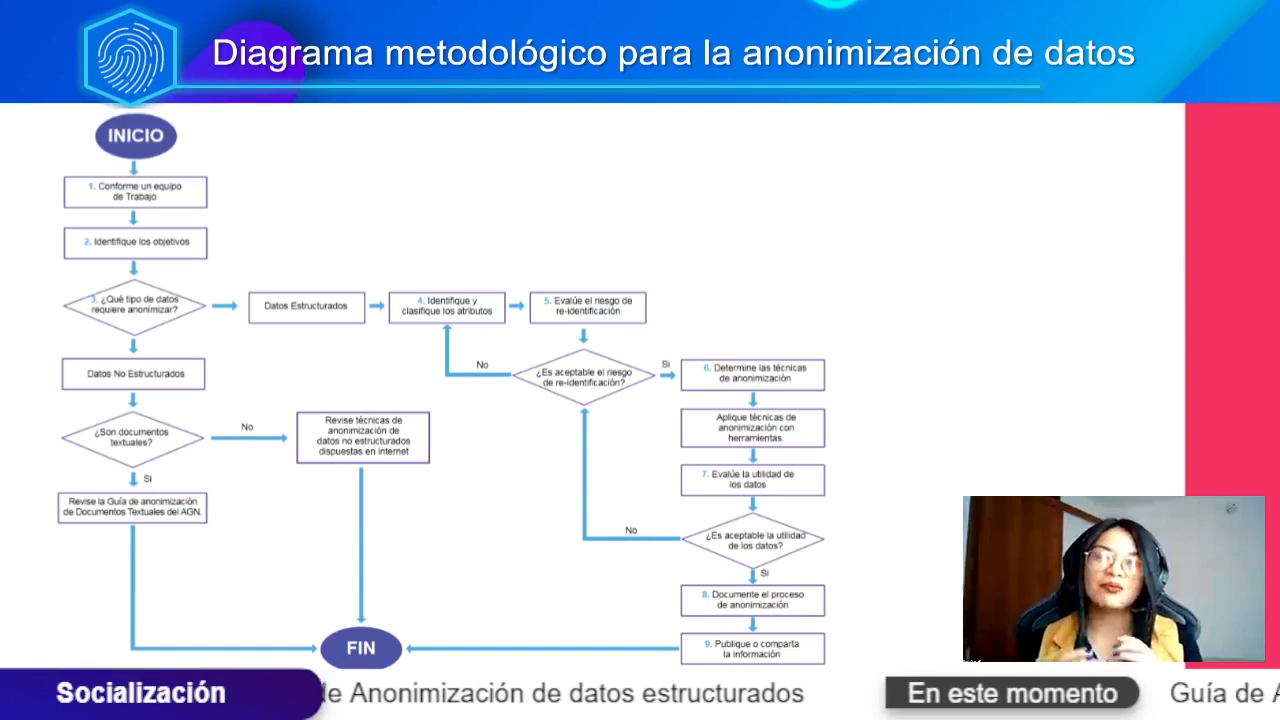 Diagrama metodológico para la anonimización de datos
INICIO
1. Conforme un equipo
de Trabajo
2. Identifique los objetivos
3. ¿Qué tipo de datos
requiere anonimizar?
Datos Estructurados
4. Identifique y
clasifique los atributos
5. Evalúe el riesgo de
re-identificación
Datos No Estructurados
No
¿Es aceptable el riesgo
de re-identificación?
Si
6. Determine las técnicas
de anonimización
¿Son documentos
textuales?
No
Revise técnicas de
anonimización de
datos no estructurados
dispuestas en internet
Aplique técnicas de
anonimización con
herramientas.
Si
Revise la Guía de anonimización
de Documentos Textuales del AGN.
7. Evalúe la utilidad de
los datos
No
¿Es aceptable la utilidad
de los datos?
Si
8. Documente el proceso
de anonimización
9. Publique o comparta
la información
FIN
Socialización
de Anonimización de datos estructurados
En este momento
Guía de A